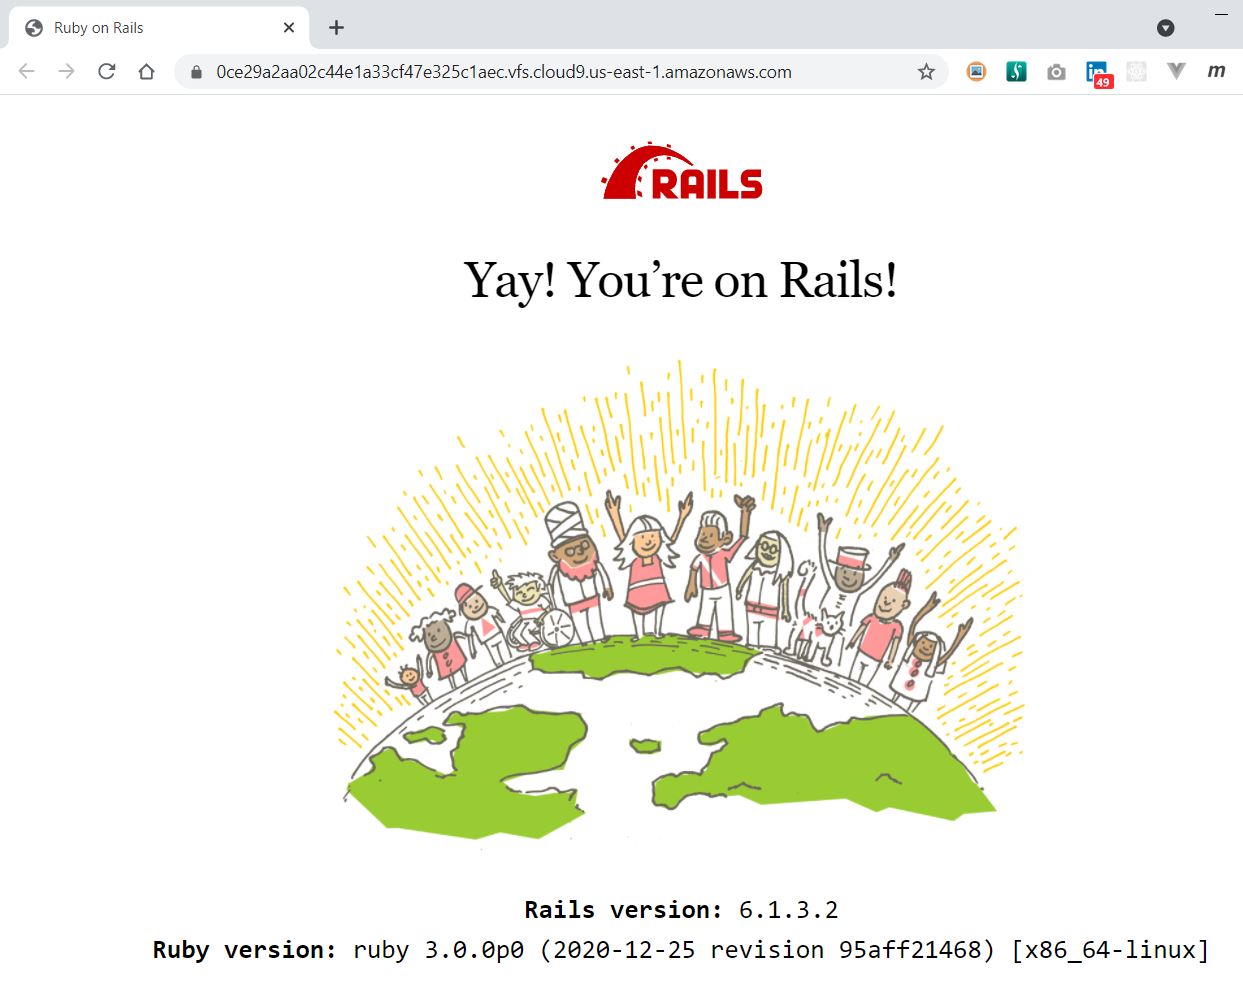 Ruby on Rails
0ce29a2aa02c44e1a33cf47e325c1aec.vfs.cloud9.us-east-1.amazonaws.com
in
49
m
RAILS
Yay! You’re on Rails!
Rails version: 6.1.3.2
Ruby version: ruby 3.0.0p0 (2020-12-25 revision 95aff21468) [x86_64-linux]